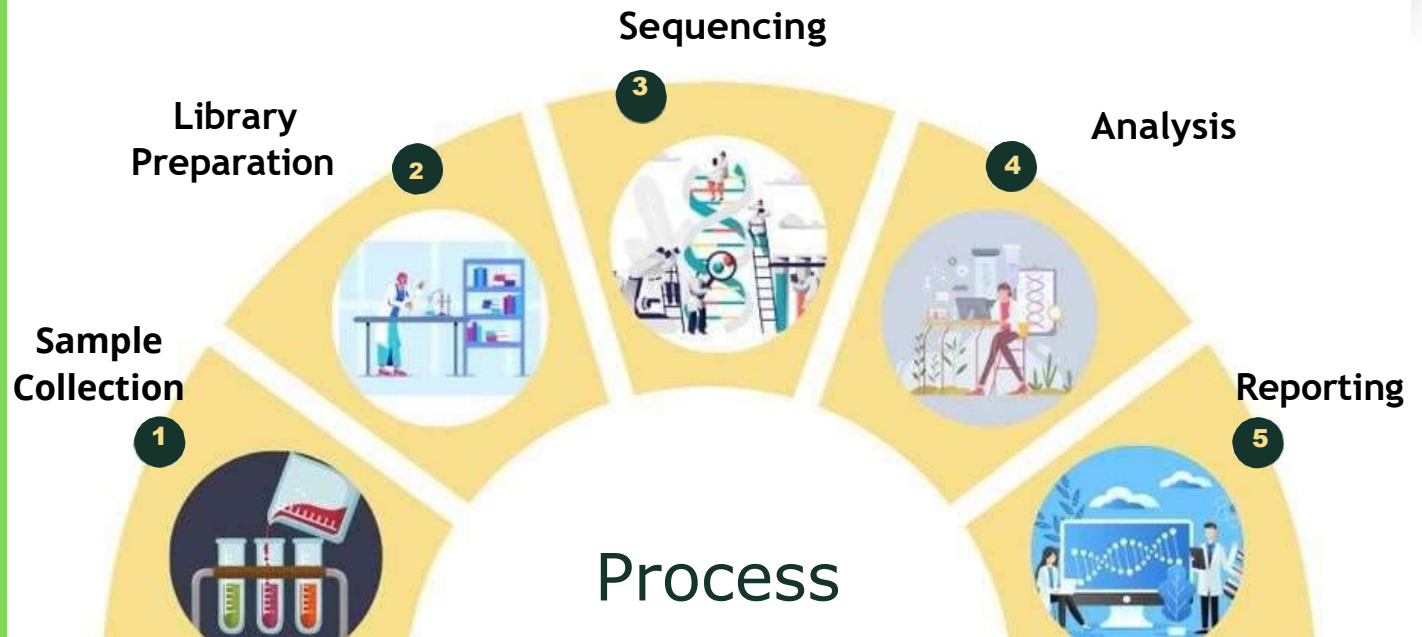 Sequencing
3
Library
Preparation
2
Analysis
4
Sample
Collection
1
Reporting
5
Process